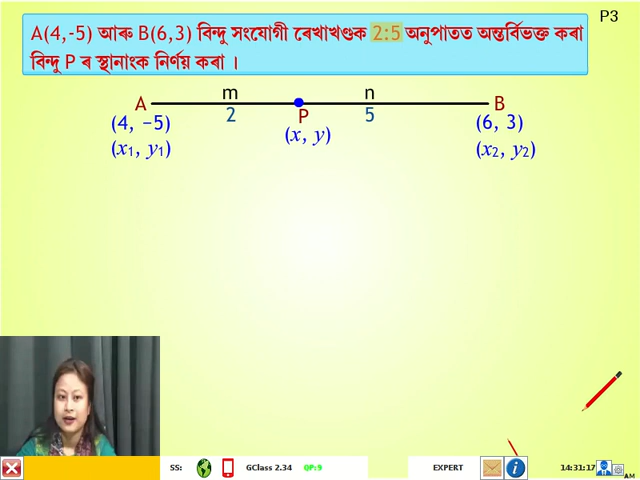 P3
A(4,-5) আৰু B(6,3) বিন্দু সংযোগী ৰেখাখণ্ডক 2:5 অনুপাতত অন্তৰ্বিভক্ত কৰা
বিন্দু P ৰ স্থানাংক নিৰ্ণয় কৰা ।
m n
A B
2 P 5
(4, −5) (x, y) (6, 3)
(x₁, y₁) (x₂, y₂)
SS: GClass 2.34 OP:9 EXPERT 14:31:17
AM